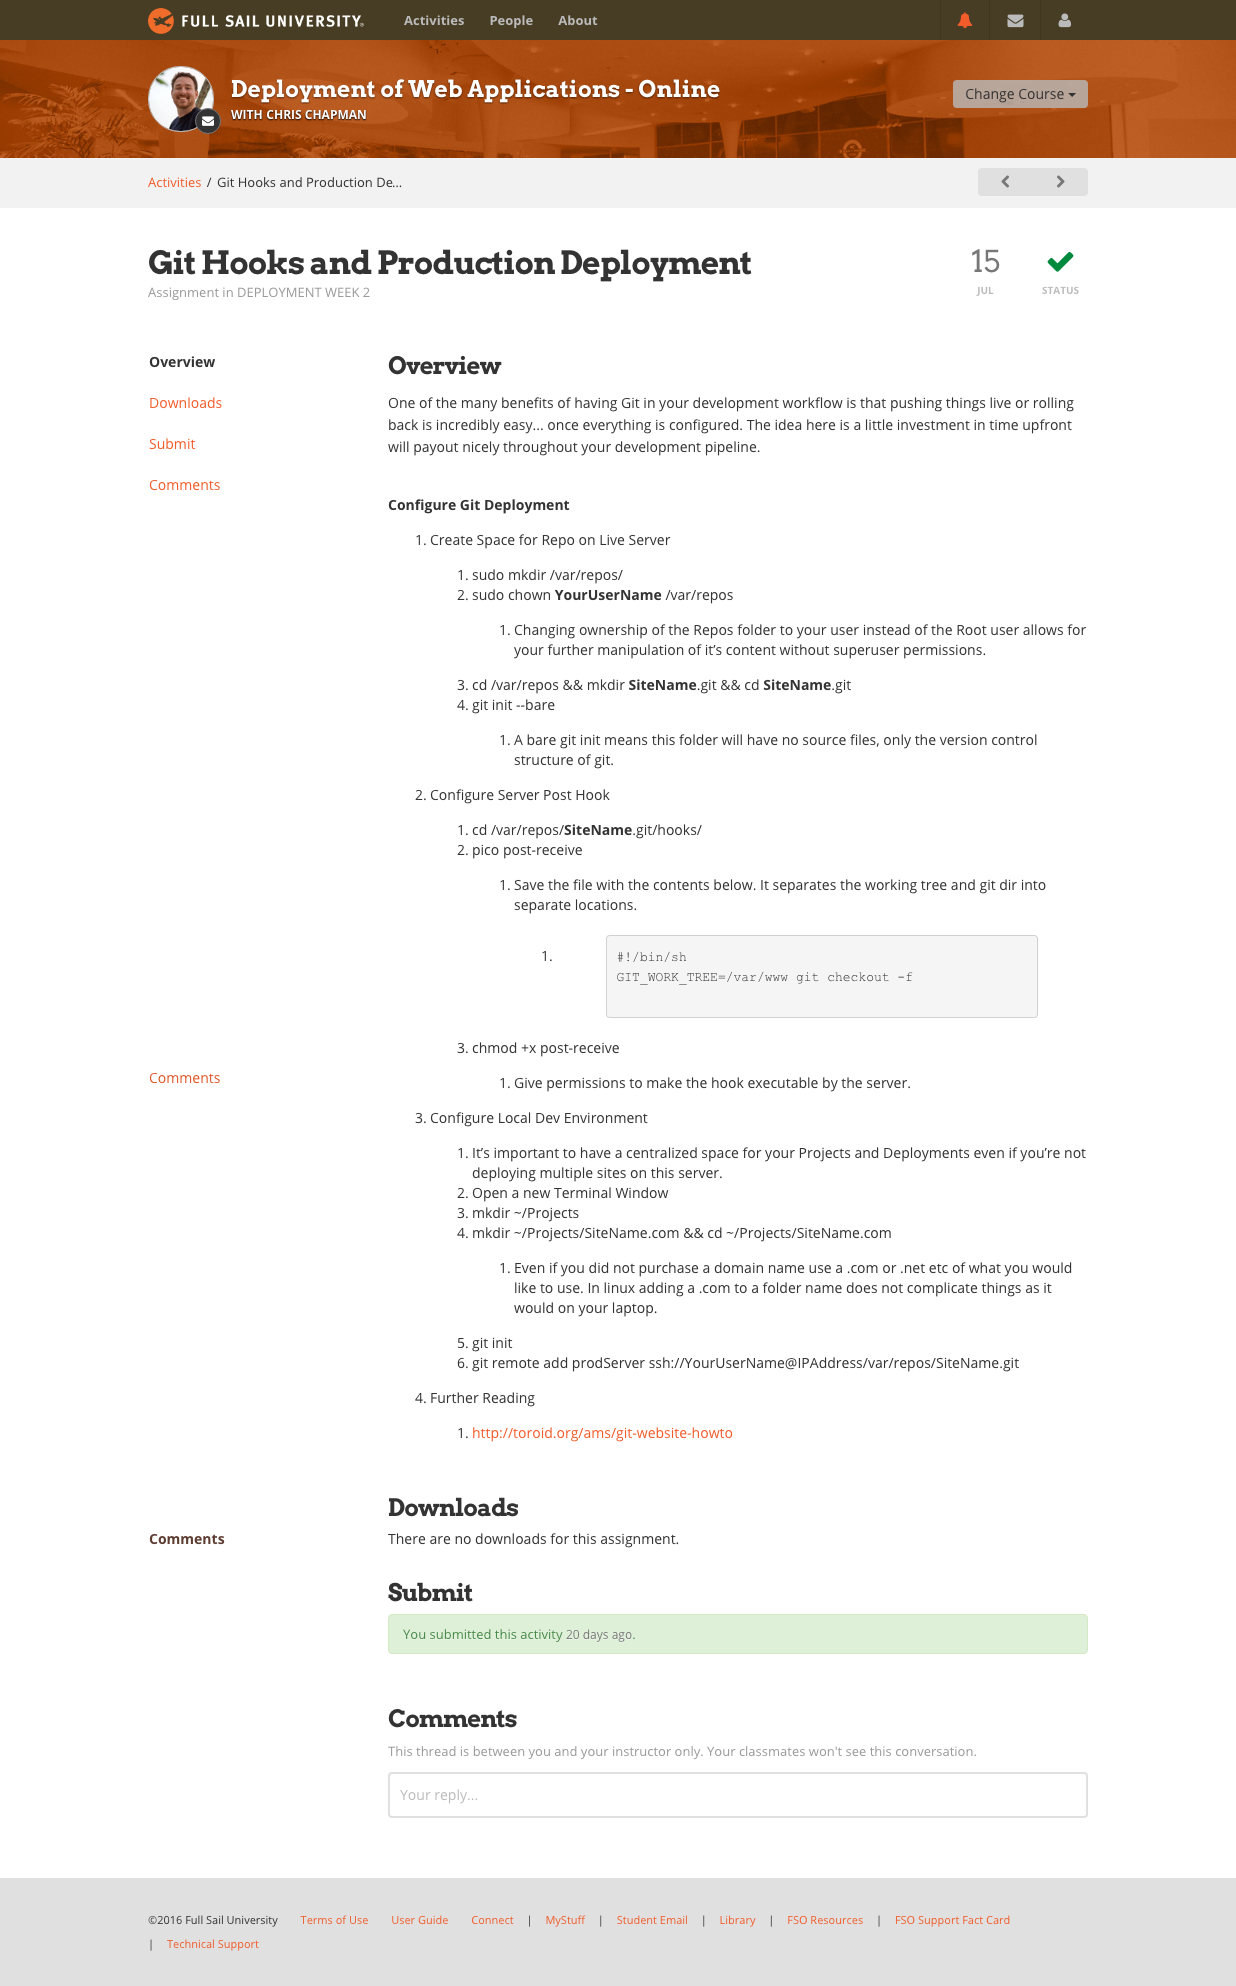 FULL SAIL UNIVERSITY.
Activities People About
Deployment of Web Applications - Online
WITH CHRIS CHAPMAN
Change Course
Activities / Git Hooks and Production De...
Git Hooks and Production Deployment
Assignment in DEPLOYMENT WEEK 2
15
JUL
STATUS
Overview
Downloads
Submit
Comments
Overview
One of the many benefits of having Git in your development workflow is that pushing things live or rolling
back is incredibly easy... once everything is configured. The idea here is a little investment in time upfront
will payout nicely throughout your development pipeline.
Configure Git Deployment
1. Create Space for Repo on Live Server
1. sudo mkdir /var/repos/
2. sudo chown YourUserName /var/repos
1. Changing ownership of the Repos folder to your user instead of the Root user allows for
your further manipulation of it’s content without superuser permissions.
3. cd /var/repos && mkdir SiteName.git && cd SiteName.git
4. git init --bare
1. A bare git init means this folder will have no source files, only the version control
structure of git.
2. Configure Server Post Hook
1. cd /var/repos/SiteName.git/hooks/
2. pico post-receive
1. Save the file with the contents below. It separates the working tree and git dir into
separate locations.
1. #!/bin/sh
GIT_WORK_TREE=/var/www git checkout -f
3. chmod +x post-receive
Comments
1. Give permissions to make the hook executable by the server.
3. Configure Local Dev Environment
1. It’s important to have a centralized space for your Projects and Deployments even if you’re not
deploying multiple sites on this server.
2. Open a new Terminal Window
3. mkdir ~/Projects
4. mkdir ~/Projects/SiteName.com && cd ~/Projects/SiteName.com
1. Even if you did not purchase a domain name use a .com or .net etc of what you would
like to use. In linux adding a .com to a folder name does not complicate things as it
would on your laptop.
5. git init
6. git remote add prodServer ssh://YourUserName@IPAddress/var/repos/SiteName.git
4. Further Reading
1. http://toroid.org/ams/git-website-howto
Downloads
Comments
There are no downloads for this assignment.
Submit
You submitted this activity 20 days ago.
Comments
This thread is between you and your instructor only. Your classmates won't see this conversation.
Your reply...
©2016 Full Sail University Terms of Use User Guide Connect | MyStuff | Student Email | Library | FSO Resources | FSO Support Fact Card
| Technical Support